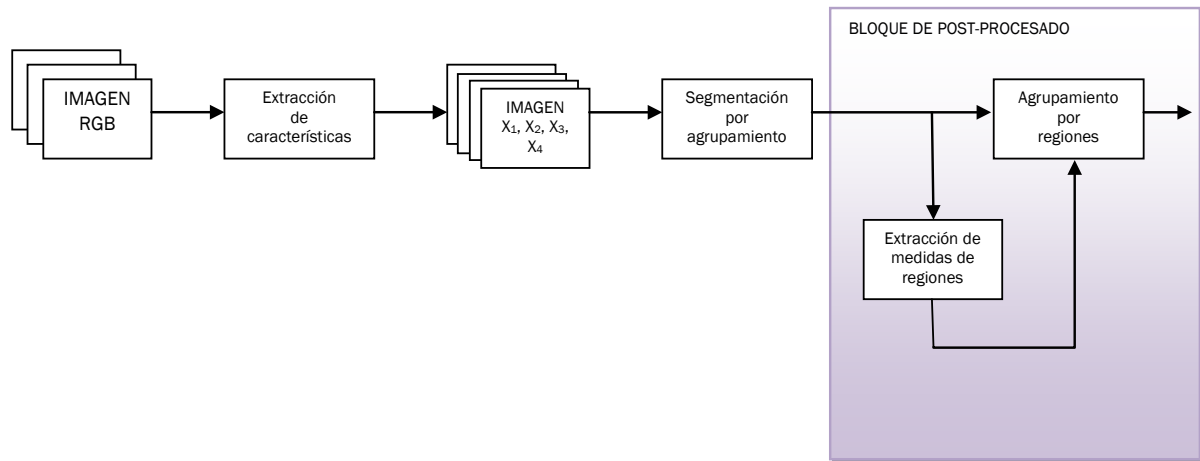 BLOQUE DE POST-PROCESADO
IMAGEN
RGB
Extracción
de
características
IMAGEN
X₁, X₂, X₃,
X₄
Segmentación
por
agrupamiento
Agrupamiento
por
regiones
Extracción de
medidas de
regiones